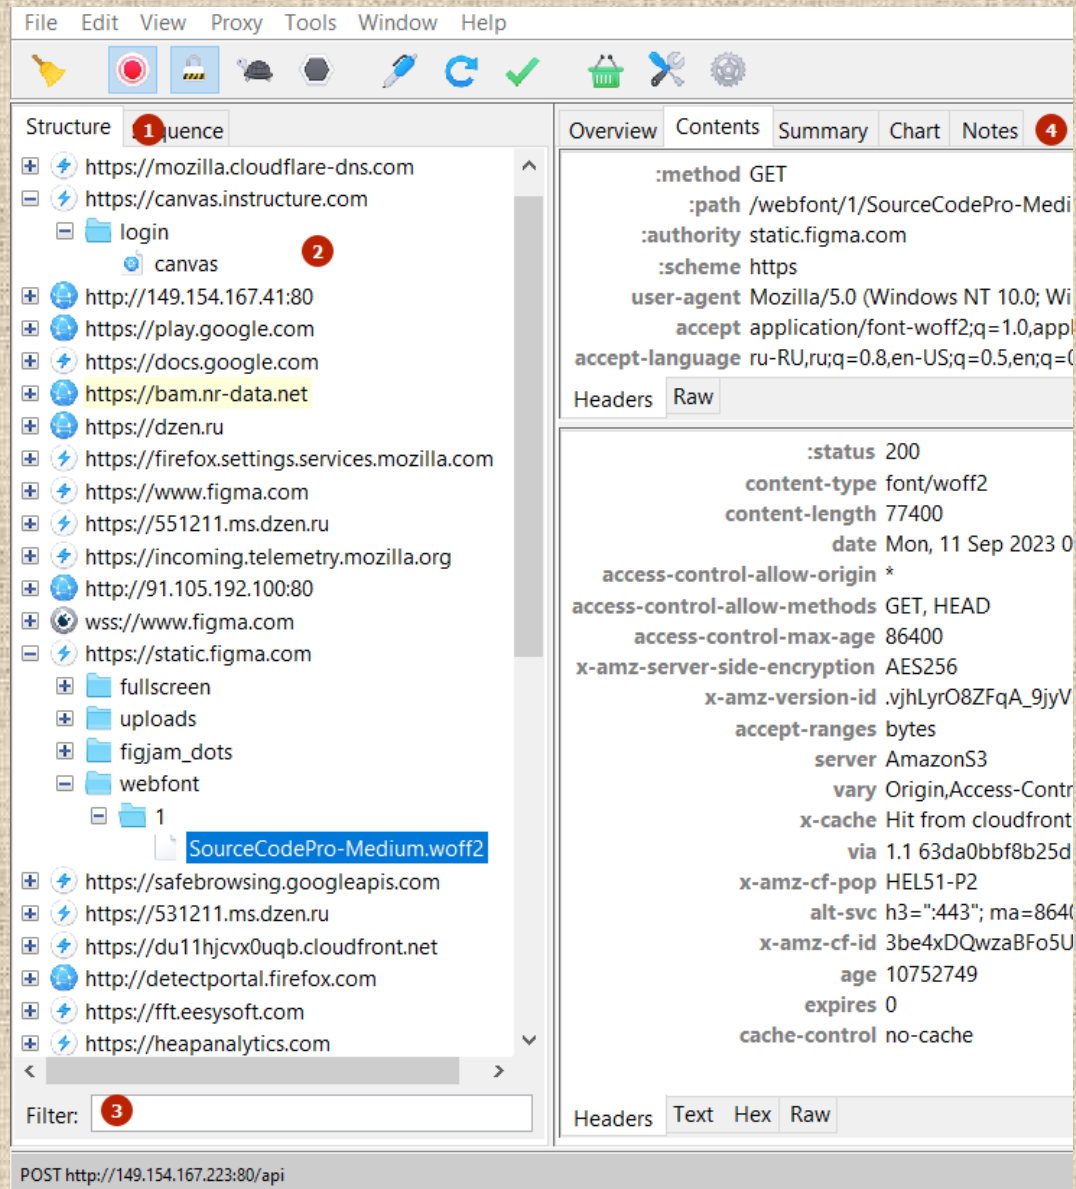 File Edit View Proxy Tools Window Help
Structure 1 quence
https://mozilla.cloudflare-dns.com
https://canvas.instructure.com
login
2
canvas
http://149.154.167.41:80
https://play.google.com
https://docs.google.com
https://bam.nr-data.net
https://dzen.ru
https://firefox.settings.services.mozilla.com
https://www.figma.com
https://551211.ms.dzen.ru
https://incoming.telemetry.mozilla.org
http://91.105.192.100:80
wss://www.figma.com
https://static.figma.com
fullscreen
uploads
figjam_dots
webfont
1
SourceCodePro-Medium.woff2
https://safebrowsing.googleapis.com
https://531211.ms.dzen.ru
https://du11hjcvx0uqb.cloudfront.net
http://detectportal.firefox.com
https://fft.eesysoft.com
https://heapanalytics.com
Filter: 3
Overview Contents Summary Chart Notes 4
:method GET
:path /webfont/1/SourceCodePro-Medi
:authority static.figma.com
:scheme https
user-agent Mozilla/5.0 (Windows NT 10.0; Wi
accept application/font-woff2;q=1.0,appl
accept-language ru-RU,ru;q=0.8,en-US;q=0.5,en;q=0
Headers Raw
:status 200
content-type font/woff2
content-length 77400
date Mon, 11 Sep 2023 0
access-control-allow-origin *
access-control-allow-methods GET, HEAD
access-control-max-age 86400
x-amz-server-side-encryption AES256
x-amz-version-id .vjhLyrO8ZFqA_9jyV
accept-ranges bytes
server AmazonS3
vary Origin,Access-Contr
x-cache Hit from cloudfront
via 1.1 63da0bbf8b25d
x-amz-cf-pop HEL51-P2
alt-svc h3=":443"; ma=8640
x-amz-cf-id 3be4xDQwzaBFo5U
age 10752749
expires 0
cache-control no-cache
Headers Text Hex Raw
POST http://149.154.167.223:80/api